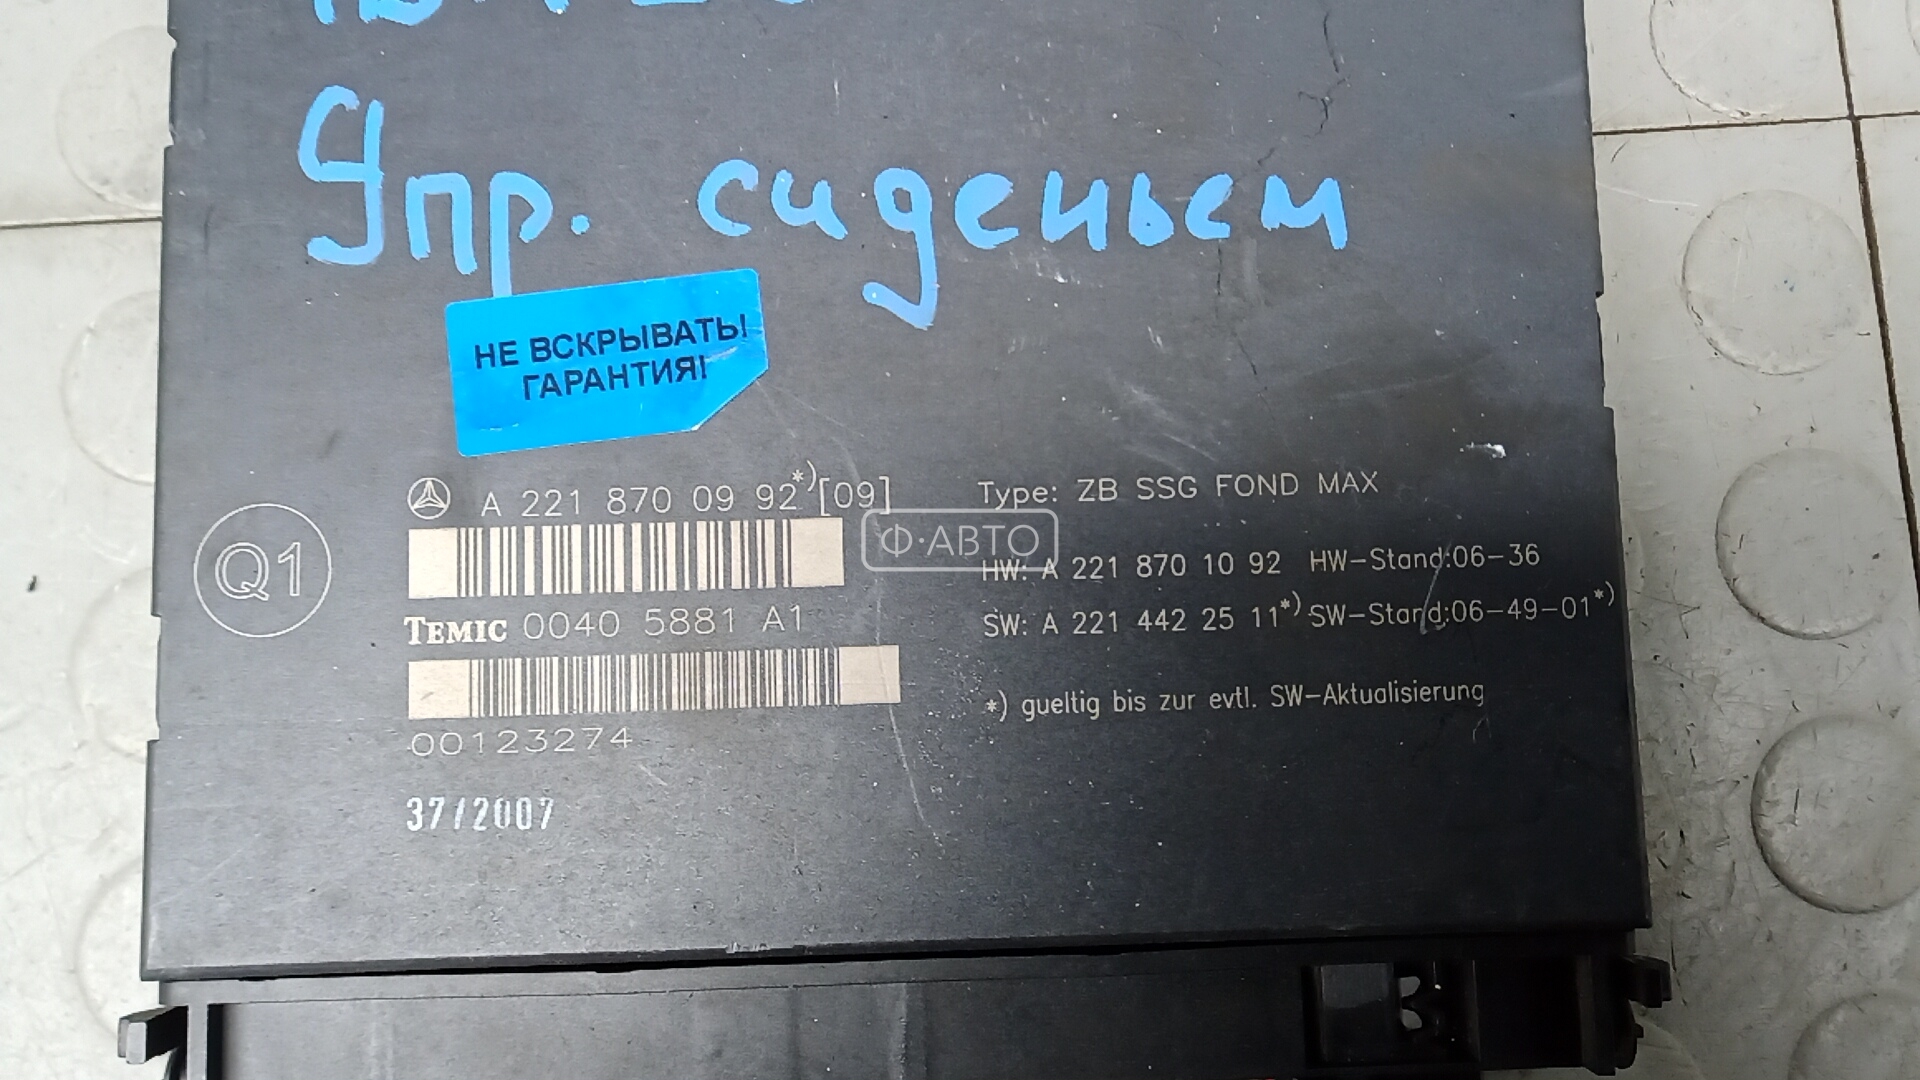 Упр. сиденьем
НЕ ВСКРЫВАТЬ!
ГАРАНТИЯ!
A 221 870 09 92*)[09]
Type: ZB SSG FOND MAX
Ф·АВТО
Q1
HW: A 221 870 10 92 HW-Stand:06-36
TEMIC 0040 5881 A1
SW: A 221 442 25 11*) SW-Stand:06-49-01*)
*) gueltig bis zur evtl. SW-Aktualisierung
00123274
37/2007